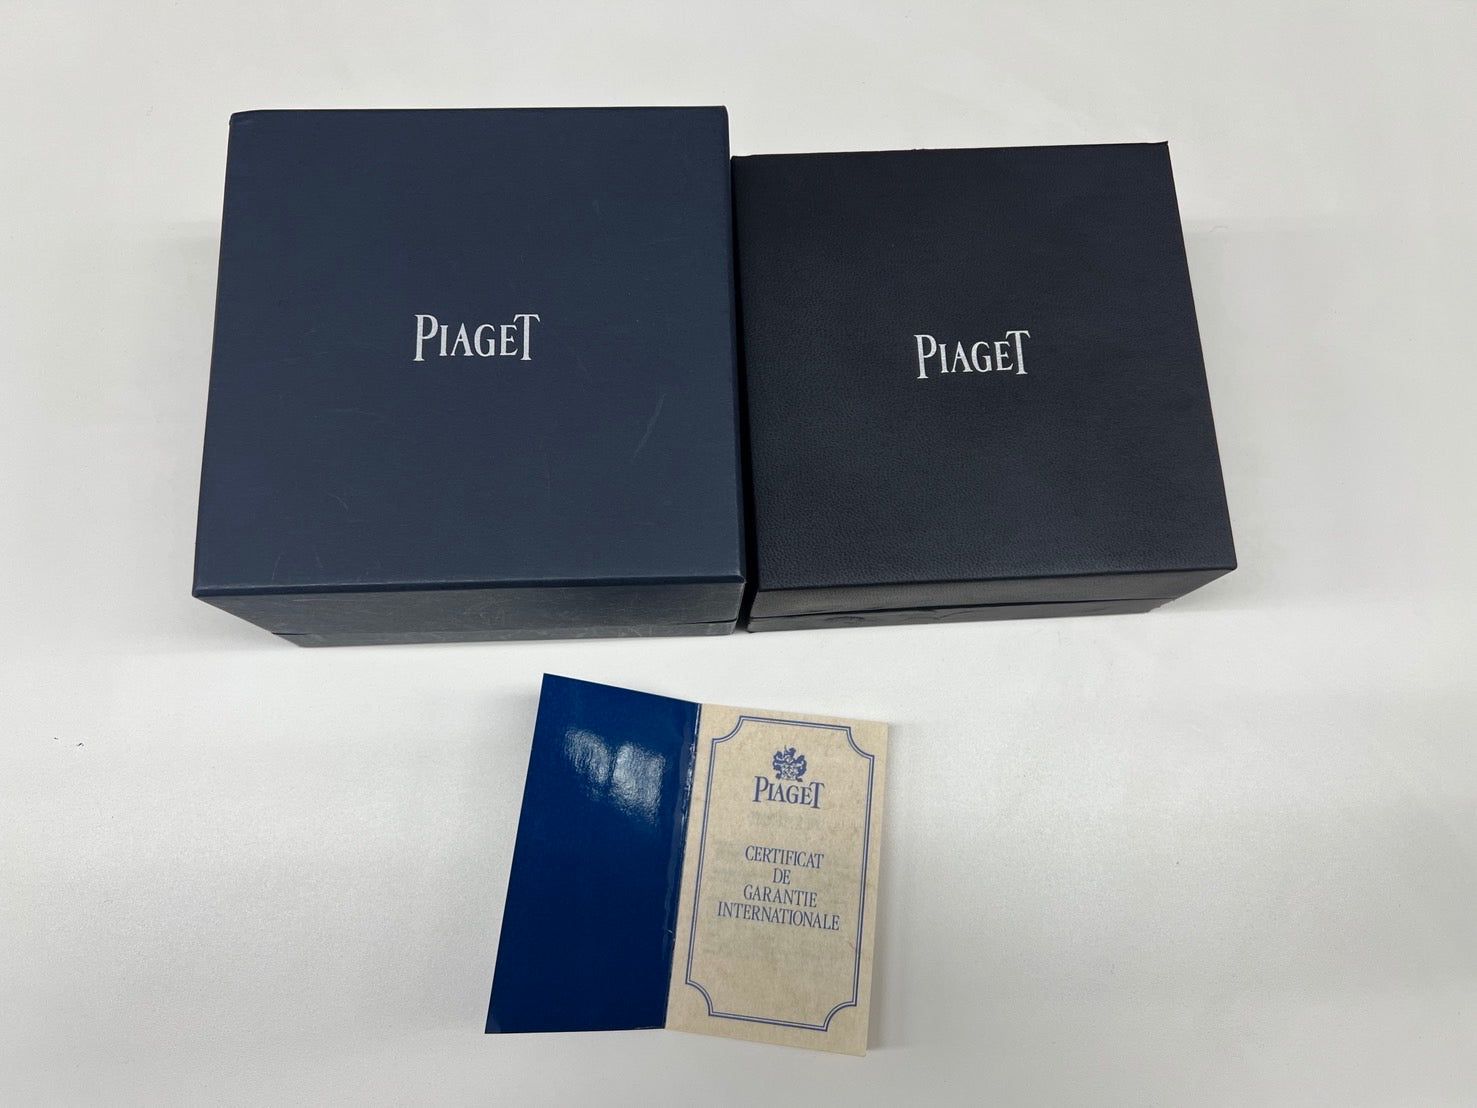 PIAGET
PIAGET
PIAGET
CERTIFICAT
DE
GARANTIE
INTERNATIONALE